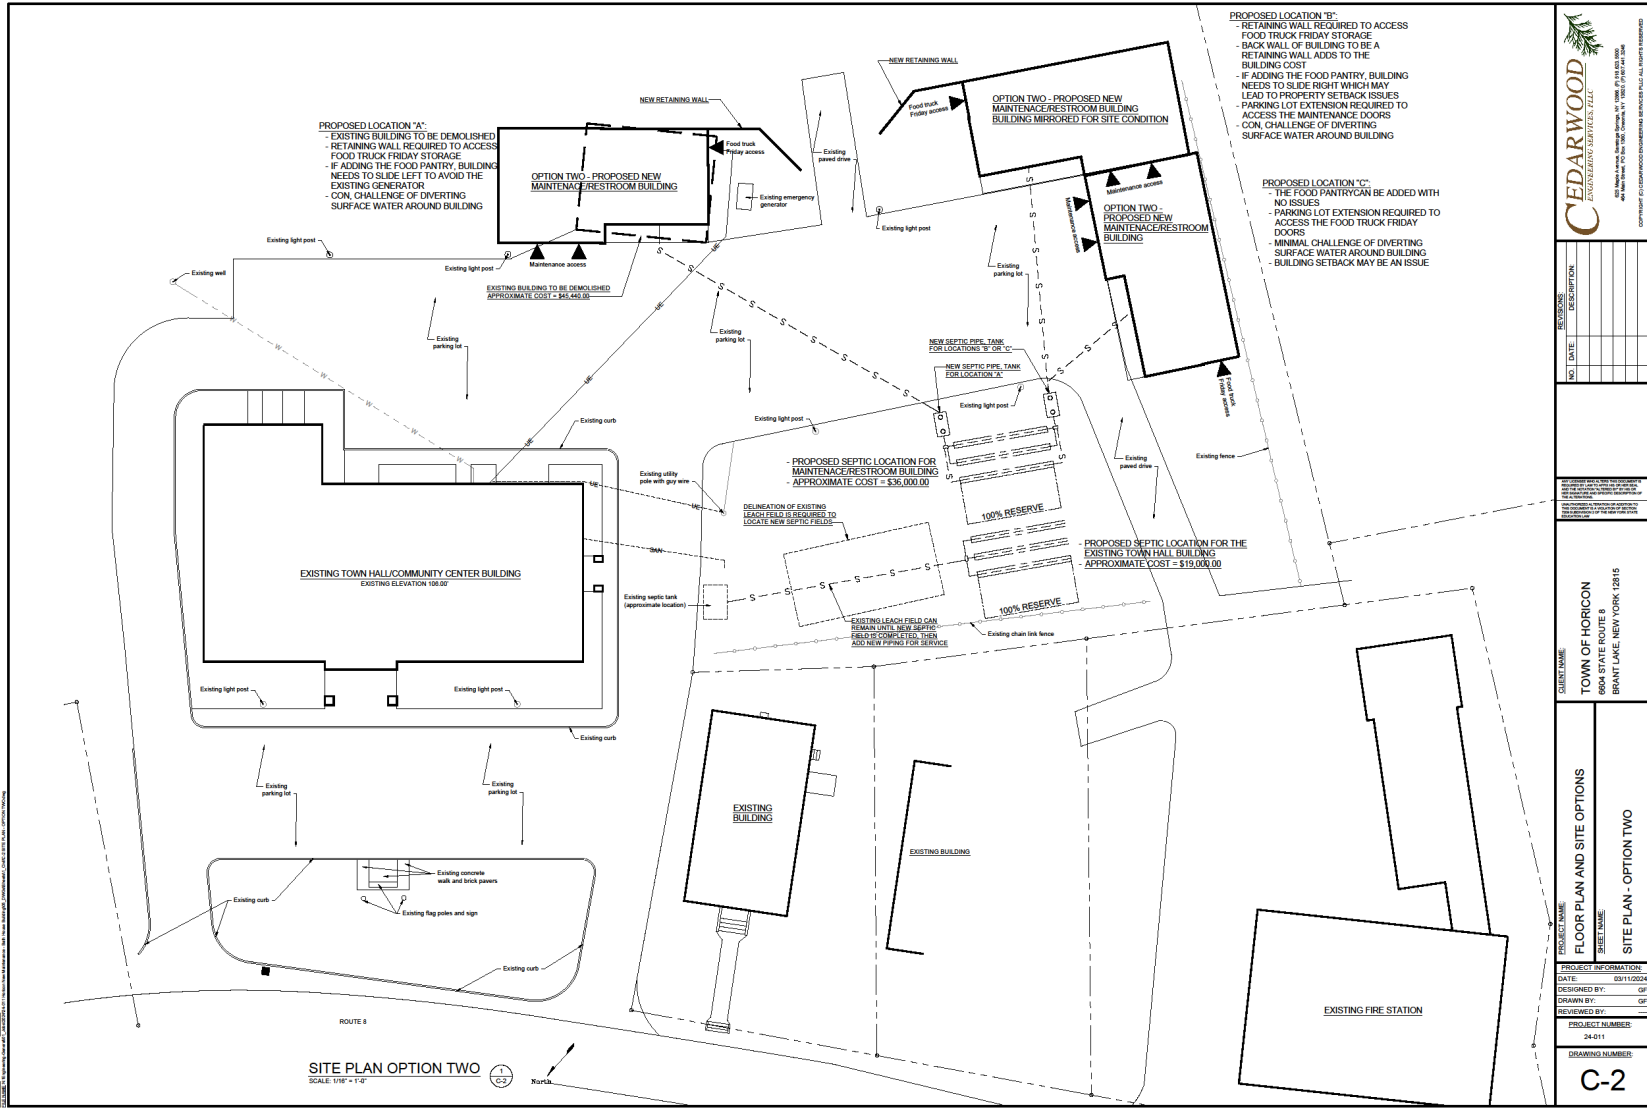 PROPOSED LOCATION "A":
- EXISTING BUILDING TO BE DEMOLISHED
- RETAINING WALL REQUIRED TO ACCESS
FOOD TRUCK FRIDAY STORAGE
- IF ADDING THE FOOD PANTRY, BUILDING
NEEDS TO SLIDE LEFT TO AVOID THE
EXISTING GENERATOR
- CON, CHALLENGE OF DIVERTING
SURFACE WATER AROUND BUILDING
NEW RETAINING WALL
OPTION TWO - PROPOSED NEW
MAINTENACE/RESTROOM BUILDING
Food truck
Friday access
Existing emergency
generator
Maintenance access
EXISTING BUILDING TO BE DEMOLISHED
APPROXIMATE COST = $45,440.00
Existing light post
Existing light post
Existing well
Existing
paved drive
NEW RETAINING WALL
Food truck
Friday access
OPTION TWO - PROPOSED NEW
MAINTENACE/RESTROOM BUILDING
BUILDING MIRRORED FOR SITE CONDITION
Existing light post
Maintenance access
PROPOSED LOCATION "B":
- RETAINING WALL REQUIRED TO ACCESS
FOOD TRUCK FRIDAY STORAGE
- BACK WALL OF BUILDING TO BE A
RETAINING WALL ADDS TO THE
BUILDING COST
- IF ADDING THE FOOD PANTRY, BUILDING
NEEDS TO SLIDE RIGHT WHICH MAY
LEAD TO PROPERTY SETBACK ISSUES
- PARKING LOT EXTENSION REQUIRED TO
ACCESS THE MAINTENANCE DOORS
- CON, CHALLENGE OF DIVERTING
SURFACE WATER AROUND BUILDING
PROPOSED LOCATION "C":
- THE FOOD PANTRY CAN BE ADDED WITH
NO ISSUES
- PARKING LOT EXTENSION REQUIRED TO
ACCESS THE FOOD TRUCK FRIDAY
DOORS
- MINIMAL CHALLENGE OF DIVERTING
SURFACE WATER AROUND BUILDING
- BUILDING SETBACK MAY BE AN ISSUE
OPTION TWO -
PROPOSED NEW
MAINTENACE/RESTROOM
BUILDING
Maintenance access
Food truck
Friday access
Existing
parking lot
Existing
parking lot
Existing
parking lot
NEW SEPTIC PIPE, TANK
FOR LOCATIONS "B" OR "C"
NEW SEPTIC PIPE, TANK
FOR LOCATION "A"
Existing light post
Existing light post
Existing curb
Existing utility
pole with guy wire
- PROPOSED SEPTIC LOCATION FOR
MAINTENACE/RESTROOM BUILDING
- APPROXIMATE COST = $36,000.00
Existing
paved drive
Existing fence
DELINEATION OF EXISTING
LEACH FEILD IS REQUIRED TO
LOCATE NEW SEPTIC FIELDS
100% RESERVE
- PROPOSED SEPTIC LOCATION FOR THE
EXISTING TOWN HALL BUILDING
- APPROXIMATE COST = $19,000.00
100% RESERVE
Existing septic tank
(approximate location)
EXISTING LEACH FIELD CAN
REMAIN UNTIL NEW SEPTIC
FIELD IS COMPLETED, THEN
ADD NEW PIPING FOR SERVICE
Existing chain link fence
EXISTING TOWN HALL/COMMUNITY CENTER BUILDING
EXISTING ELEVATION 106.00'
W
W
W
W
W
UE
UE
UE
UE
UE
UE
SAN
S
S
S
S
S
S
Existing light post
Existing light post
Existing curb
Existing
parking lot
Existing
parking lot
Existing concrete
walk and brick pavers
Existing flag poles and sign
Existing curb
Existing curb
EXISTING
BUILDING
EXISTING BUILDING
EXISTING FIRE STATION
ROUTE 8
SITE PLAN OPTION TWO
SCALE: 1/16" = 1'-0"
1
C-2
North
CEDARWOOD
ENGINEERING SERVICES, PLLC
COPYRIGHT (C) CEDARWOOD ENGINEERING SERVICES PLLC ALL RIGHTS RESERVED
REVISIONS:
NO. DATE: DESCRIPTION:
CLIENT NAME:
TOWN OF HORICON
6604 STATE ROUTE 8
BRANT LAKE, NEW YORK 12815
PROJECT NAME:
FLOOR PLAN AND SITE OPTIONS
SHEET NAME:
SITE PLAN - OPTION TWO
PROJECT INFORMATION:
DATE: 03/11/2024
DESIGNED BY:
DRAWN BY:
REVIEWED BY: ----
PROJECT NUMBER:
24-011
DRAWING NUMBER:
C-2